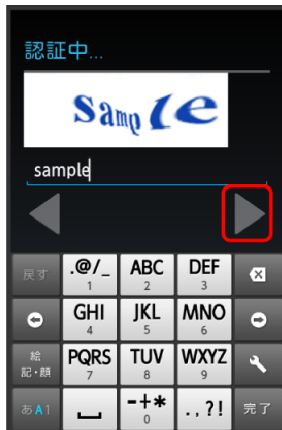 認証中...
Sample
sample
戻す .@/_ ABC DEF
1 2 3
GHI JKL MNO
4 5 6
絵
記・顔 PQRS TUV WXYZ
7 8 9
あA1 -+* .,?!
0
完了